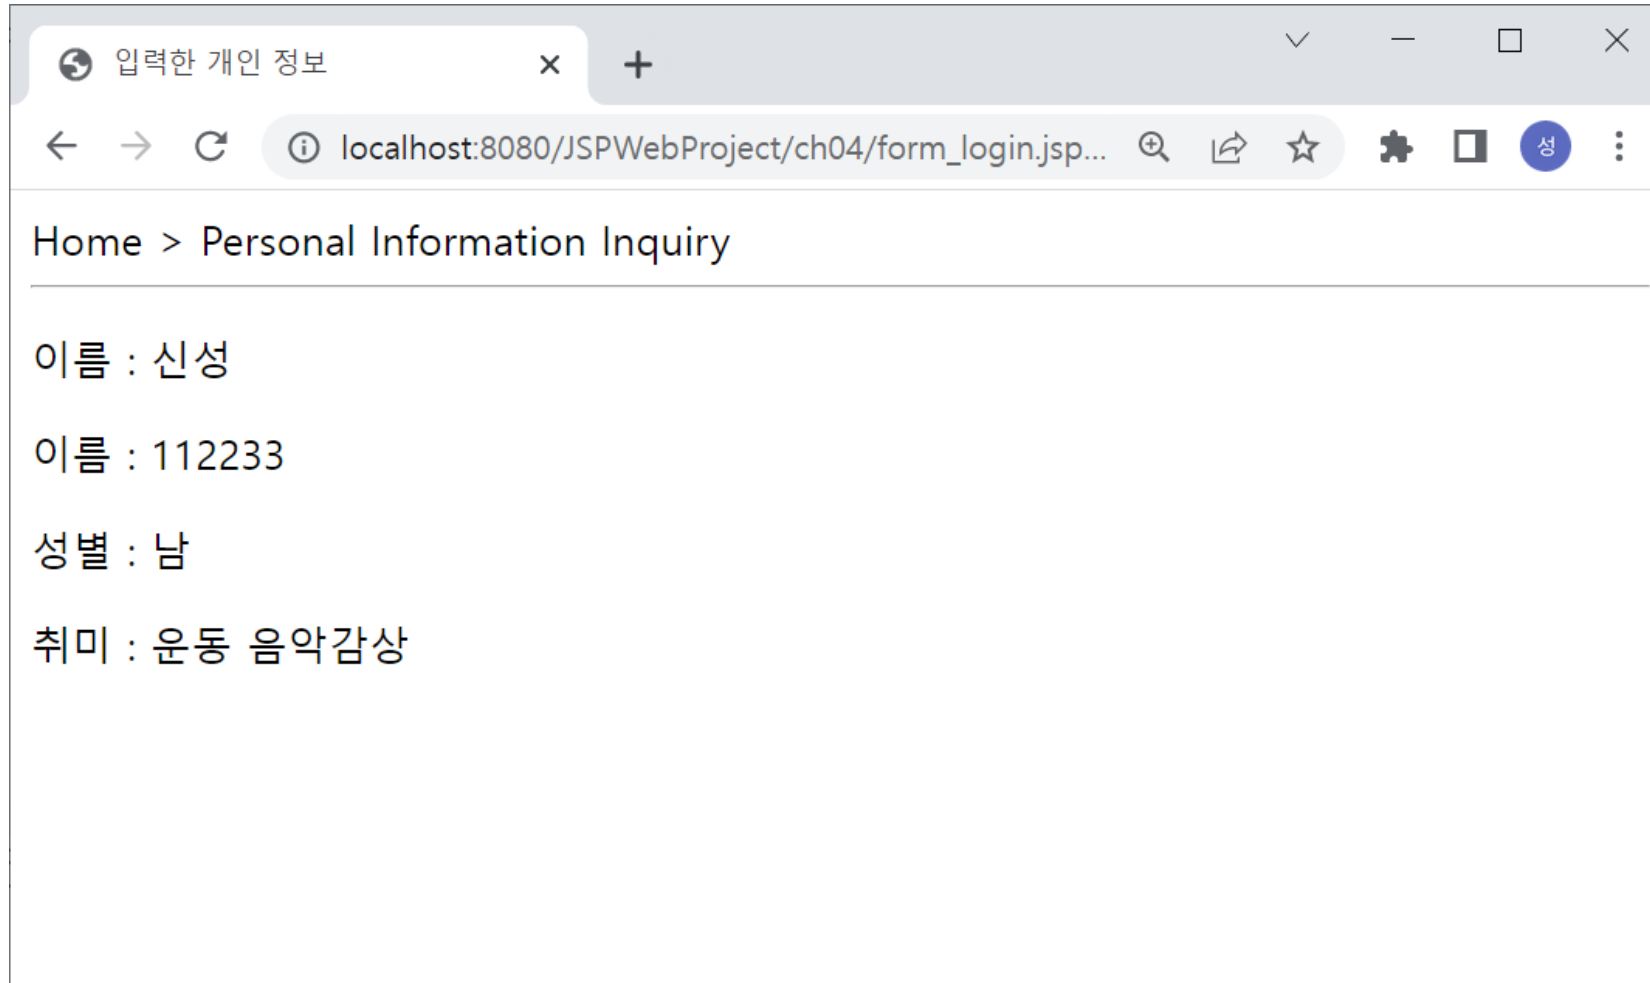 입력한 개인 정보
localhost:8080/JSPWebProject/ch04/form_login.jsp...
성
Home > Personal Information Inquiry
이름 : 신성
이름 : 112233
성별 : 남
취미 : 운동 음악감상